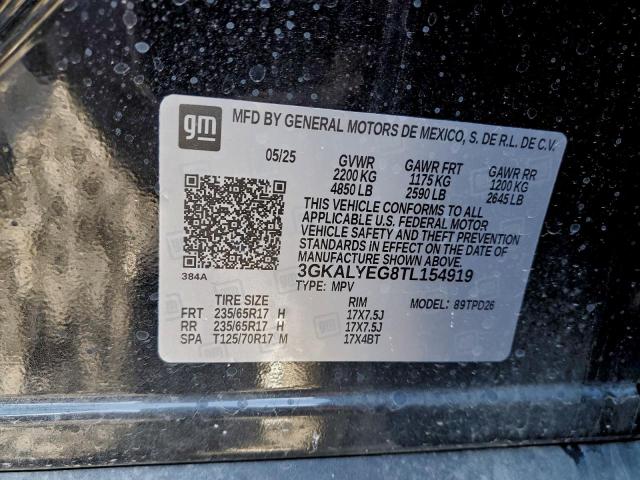 gm
MFD BY GENERAL MOTORS DE MEXICO, S. DE R.L. DE C.V.
05/25 GVWR GAWR FRT GAWR RR
2200 KG 1175 KG 1200 KG
4850 LB 2590 LB 2645 LB
THIS VEHICLE CONFORMS TO ALL
APPLICABLE U.S. FEDERAL MOTOR
VEHICLE SAFETY AND THEFT PREVENTION
STANDARDS IN EFFECT ON THE DATE OF
MANUFACTURE SHOWN ABOVE.
384A 3GKALYEG8TL154919
TYPE: MPV
TIRE SIZE RIM MODEL: 89TPD26
FRT 235/65R17 H 17X7.5J
RR 235/65R17 H 17X7.5J
SPA T125/70R17 M 17X4BT